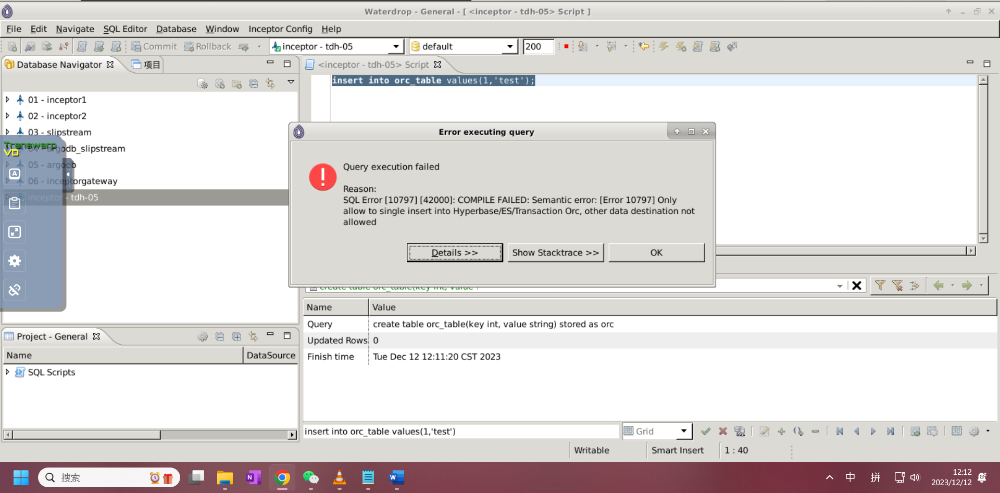 Waterdrop - General - [ <inceptor - tdh-05> Script ]
File Edit Navigate SQL Editor Database Window Inceptor Config Help
Commit Rollback inceptor - tdh-05 default 200
Database Navigator 项目
<inceptor - tdh-05> Script
insert into orc_table values(1,'test');
01 - inceptor1
02 - inceptor2
03 - slipstream
04 - argodb_slipstream
05 - argodb
06 - inceptorgateway
inceptor - tdh-05
Transwarp
VD
A
Error executing query
Query execution failed
Reason:
SQL Error [10797] [42000]: COMPILE FAILED: Semantic error: [Error 10797] Only
allow to single insert into Hyperbase/ES/Transaction Orc, other data destination not
allowed
Details >> Show Stacktrace >> OK
create table orc_table(key int, value
Name Value
Query create table orc_table(key int, value string) stored as orc
Updated Rows 0
Finish time Tue Dec 12 12:11:20 CST 2023
Project - General
Name DataSource
SQL Scripts
insert into orc_table values(1,'test')
Grid
SQL
Writable Smart Insert 1 : 40
搜索
N
W
中 拼
12:12
2023/12/12